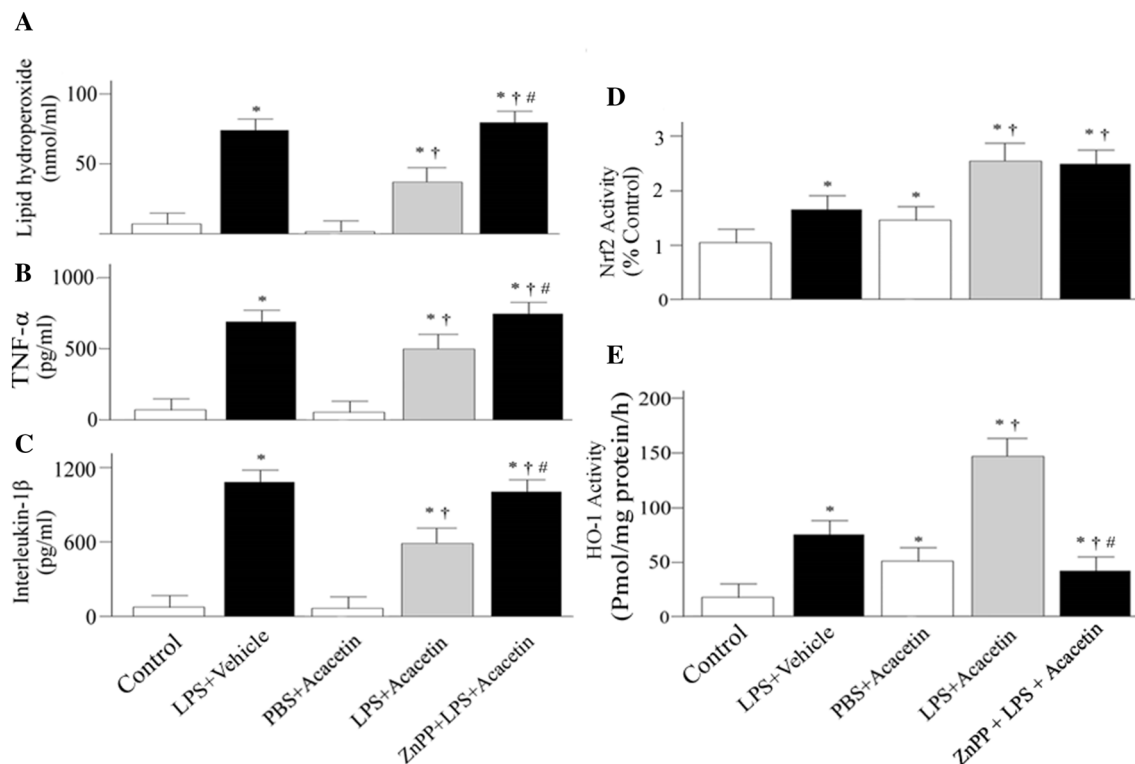 A
Lipid hydroperoxide
(nmol/ml)
100
50
*
* †
* † #
B
TNF-α
(pg/ml)
1000
500
0
*
* †
* † #
C
Interleukin-1β
(pg/ml)
1200
600
0
*
* †
* † #
Control
LPS+Vehicle
PBS+Acacetin
LPS+Acacetin
ZnPP+LPS+Acacetin
D
Nrf2 Activity
(% Control)
3
2
1
0
*
*
* †
* †
E
HO-1 Activity
(Pmol/mg protein/h)
200
150
100
50
0
*
*
* †
* † #
Control
LPS+Vehicle
PBS+Acacetin
LPS+Acacetin
ZnPP + LPS + Acacetin